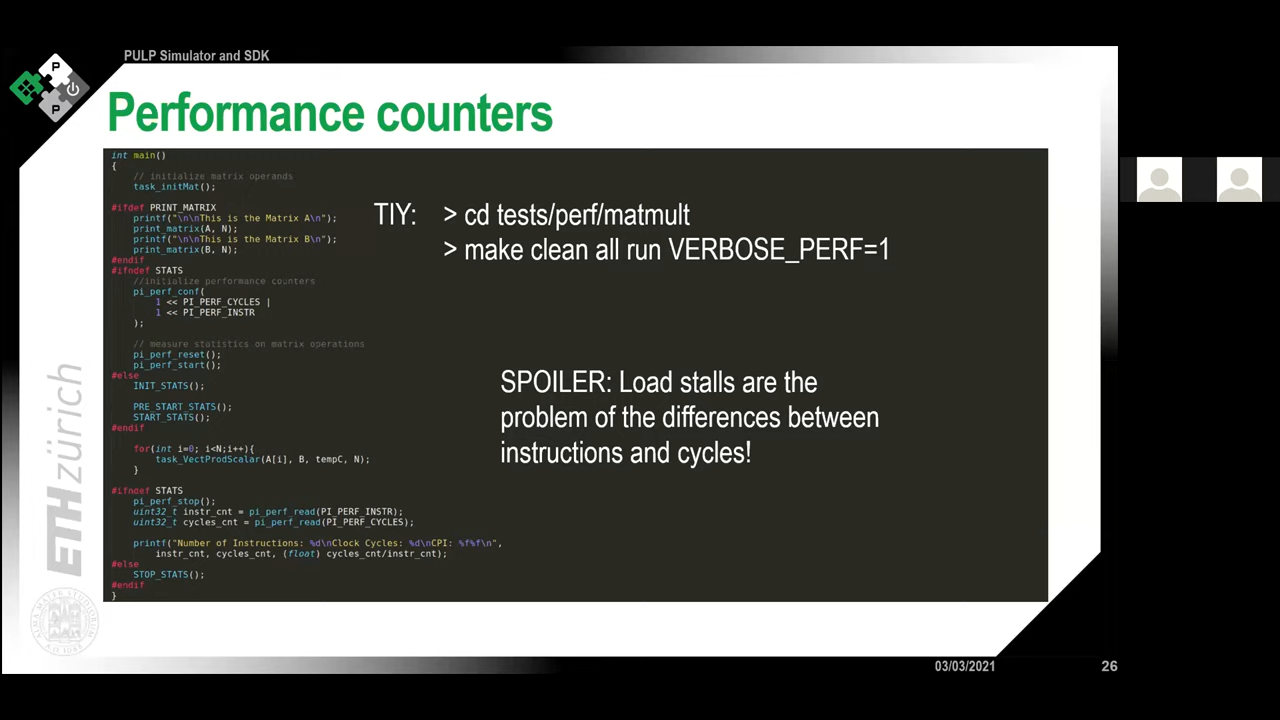 PULP Simulator and SDK
P
P
Performance counters
int main()
{
// initialize matrix operands
task_initMat();
#ifdef PRINT_MATRIX
printf("\n\nThis is the Matrix A\n");
print_matrix(A, N);
printf("\n\nThis is the Matrix B\n");
print_matrix(B, N);
#endif
#ifndef STATS
//initialize performance counters
pi_perf_conf(
1 << PI_PERF_CYCLES |
1 << PI_PERF_INSTR
);
// measure statistics on matrix operations
pi_perf_reset();
pi_perf_start();
#else
INIT_STATS();
PRE_START_STATS();
START_STATS();
#endif
for(int i=0; i<N;i++){
task_VectProdScalar(A[i], B, tempC, N);
}
#ifndef STATS
pi_perf_stop();
uint32_t instr_cnt = pi_perf_read(PI_PERF_INSTR);
uint32_t cycles_cnt = pi_perf_read(PI_PERF_CYCLES);
printf("Number of Instructions: %d\nClock Cycles: %d\nCPI: %f%f\n",
instr_cnt, cycles_cnt, (float) cycles_cnt/instr_cnt);
#else
STOP_STATS();
#endif
}
TIY: > cd tests/perf/matmult
> make clean all run VERBOSE_PERF=1
SPOILER: Load stalls are the
problem of the differences between
instructions and cycles!
ETHzürich
03/03/2021
26